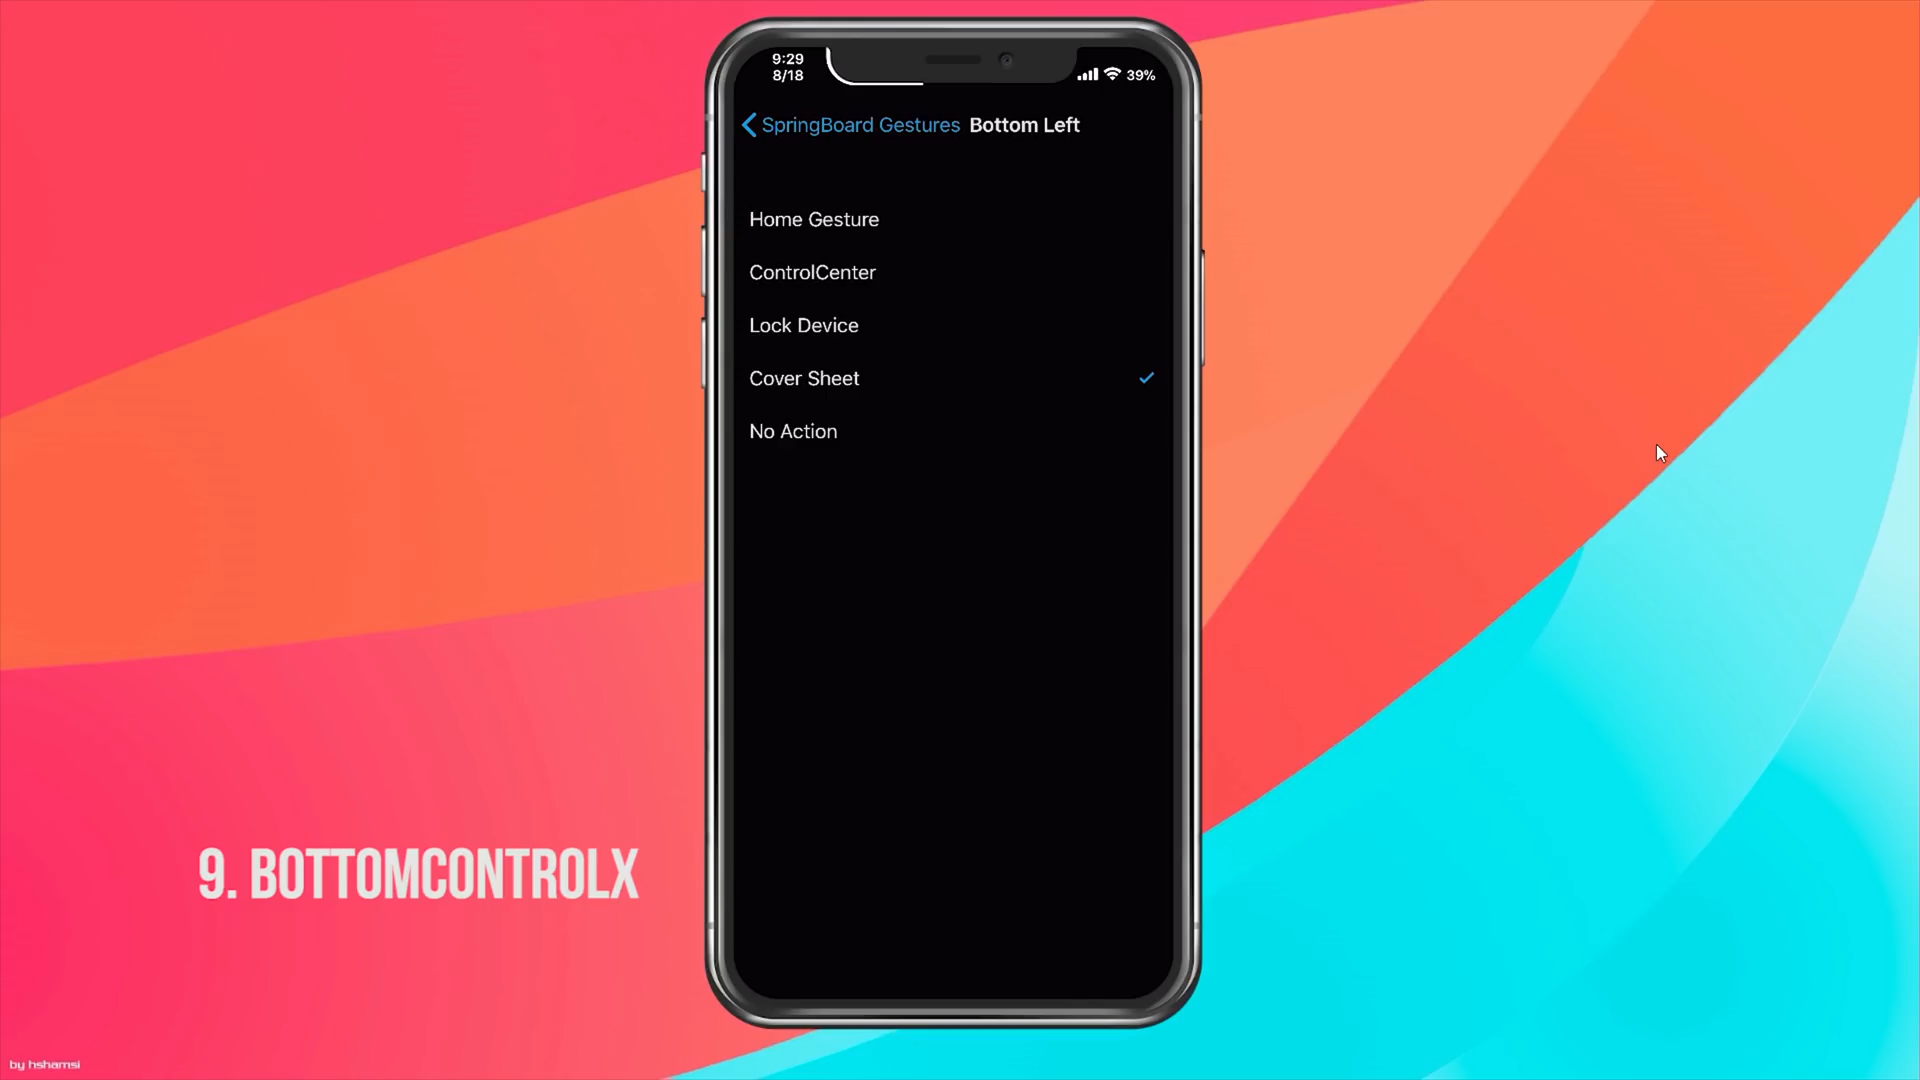 9:29
8/18
39%
SpringBoard Gestures Bottom Left
Home Gesture
ControlCenter
Lock Device
Cover Sheet
No Action
9. BOTTOMCONTROLX
by hshamsi